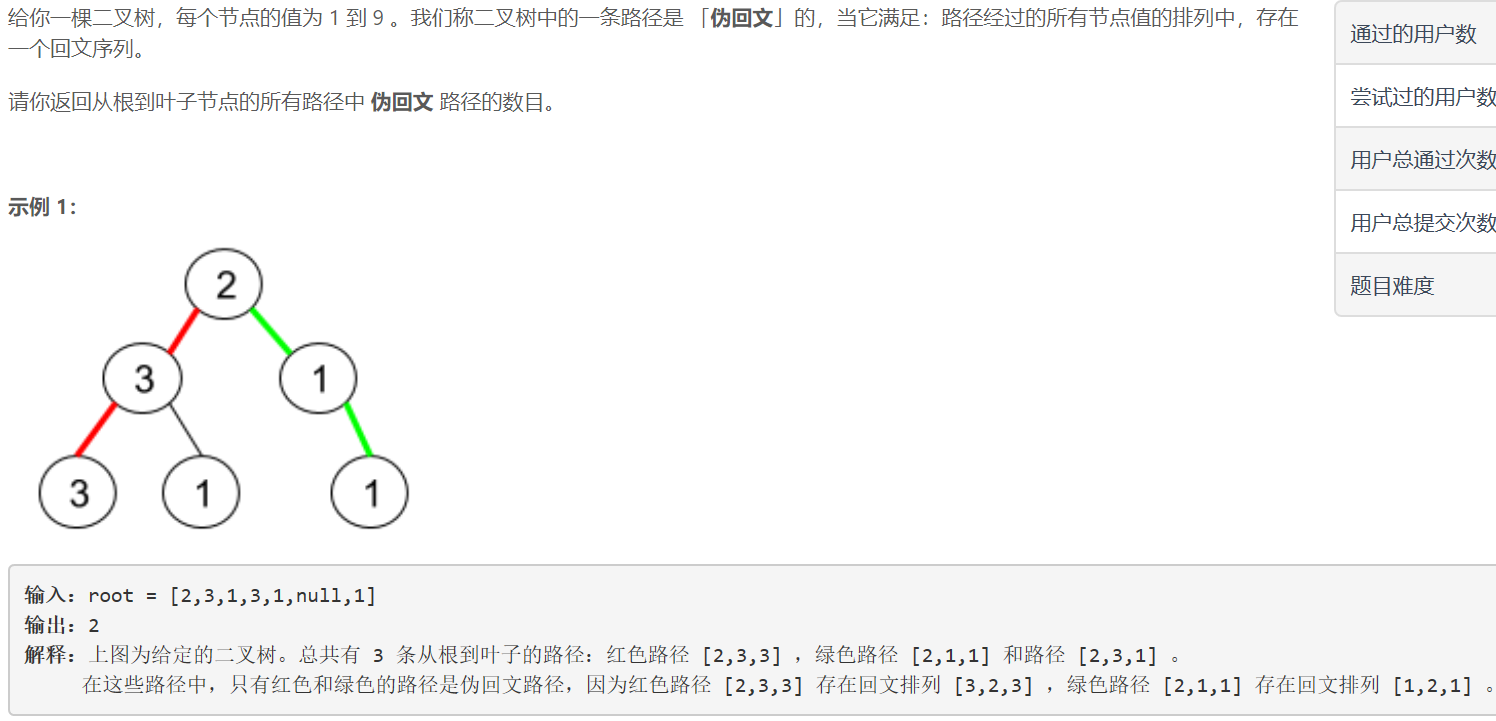 给你一棵二叉树，每个节点的值为 1 到 9 。我们称二叉树中的一条路径是 「伪回文」的，当它满足：路径经过的所有节点值的排列中，存在
一个回文序列。
请你返回从根到叶子节点的所有路径中 伪回文 路径的数目。
示例 1：
2
3
1
3
1
1
输入：root = [2,3,1,3,1,null,1]
输出：2
解释：上图为给定的二叉树。总共有 3 条从根到叶子的路径：红色路径 [2,3,3] ，绿色路径 [2,1,1] 和路径 [2,3,1] 。
在这些路径中，只有红色和绿色的路径是伪回文路径，因为红色路径 [2,3,3] 存在回文排列 [3,2,3] ，绿色路径 [2,1,1] 存在回文排列 [1,2,1] 。
通过的用户数
尝试过的用户数
用户总通过次数
用户总提交次数
题目难度